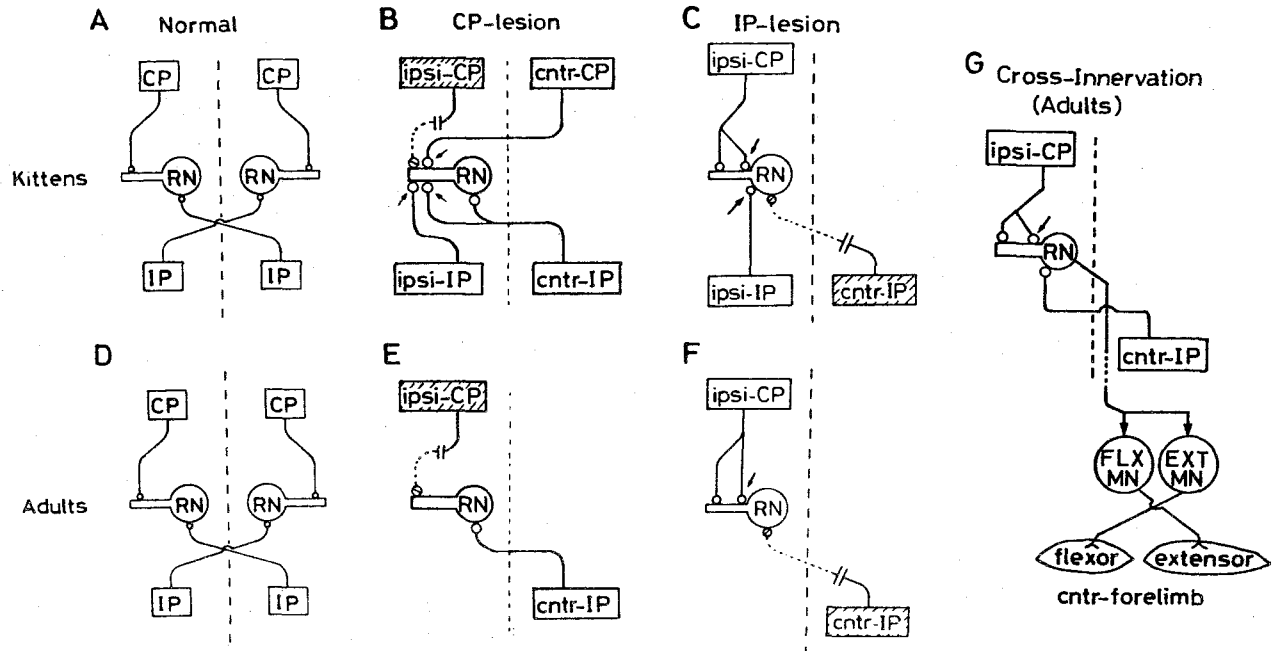 A
Normal
CP
CP
RN
RN
IP
IP
Kittens
B
CP-lesion
ipsi-CP
cntr-CP
RN
ipsi-IP
cntr-IP
C
IP-lesion
ipsi-CP
RN
ipsi-IP
cntr-IP
D
CP
CP
RN
RN
IP
IP
Adults
E
ipsi-CP
RN
cntr-IP
F
ipsi-CP
RN
cntr-IP
G
Cross-Innervation
(Adults)
ipsi-CP
RN
cntr-IP
FLX
MN
EXT
MN
flexor
extensor
cntr-forelimb